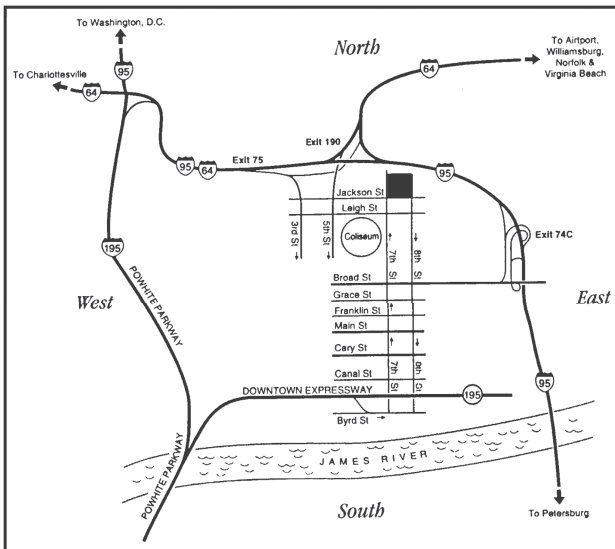 To Washington, D.C.
North
To Airport,
Williamsburg,
Norfolk &
Virginia Beach
95
64
To Charlottesville
64
Exit 190
Exit 75
95
64
95
Jackson St
Leigh St
3rd St
5th St
Coliseum
7th St
8th St
Exit 74C
195
Broad St
Grace St
Franklin St
Main St
Cary St
Canal St
7th St
8th St
West
East
POWHITE PARKWAY
DOWNTOWN EXPRESSWAY
195
95
Byrd St
POWHITE PARKWAY
JAMES RIVER
South
To Petersburg